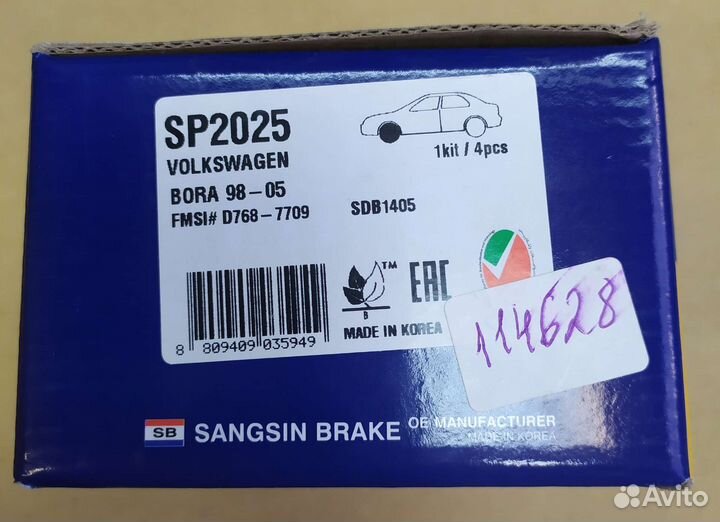 SP2025
VOLKSWAGEN
BORA 98-05
FMSI# D768-7709
SDB1405
1kit / 4pcs
TM
B
EAC
MADE IN KOREA
8 809409 035949
114628
SB SANGSIN BRAKE OE MANUFACTURER
MADE IN KOREA
Avito